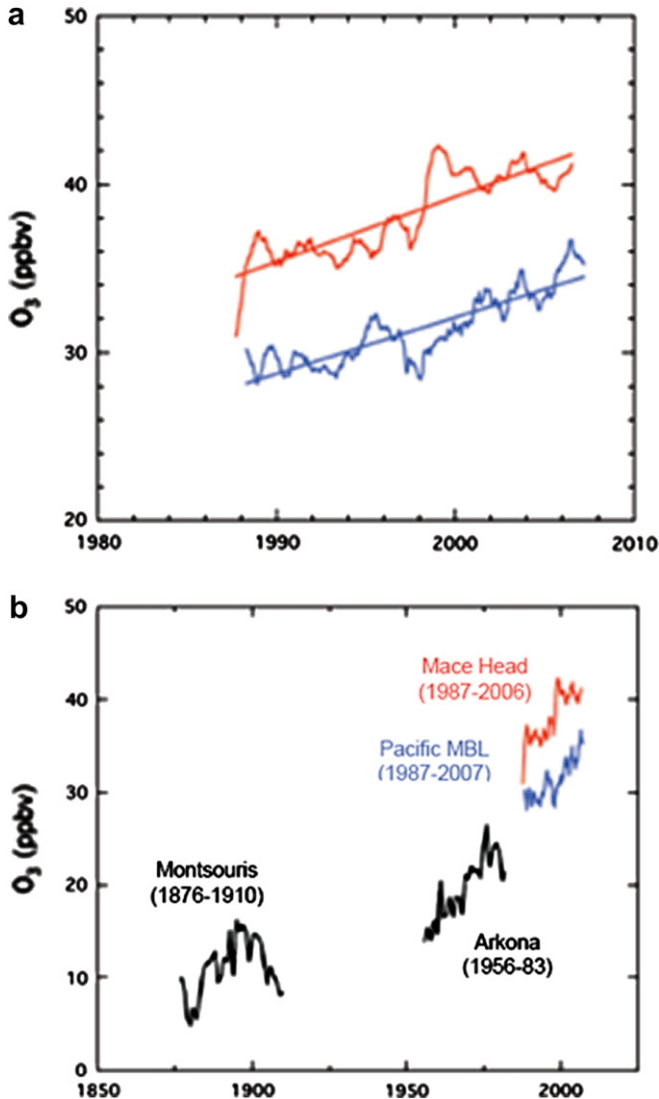 a
50
40
30
20
O3 (ppbv)
1980 1990 2000 2010
b
50
40
30
20
10
0
O3 (ppbv)
Mace Head
(1987-2006)
Pacific MBL
(1987-2007)
Montsouris
(1876-1910)
Arkona
(1956-83)
1850 1900 1950 2000